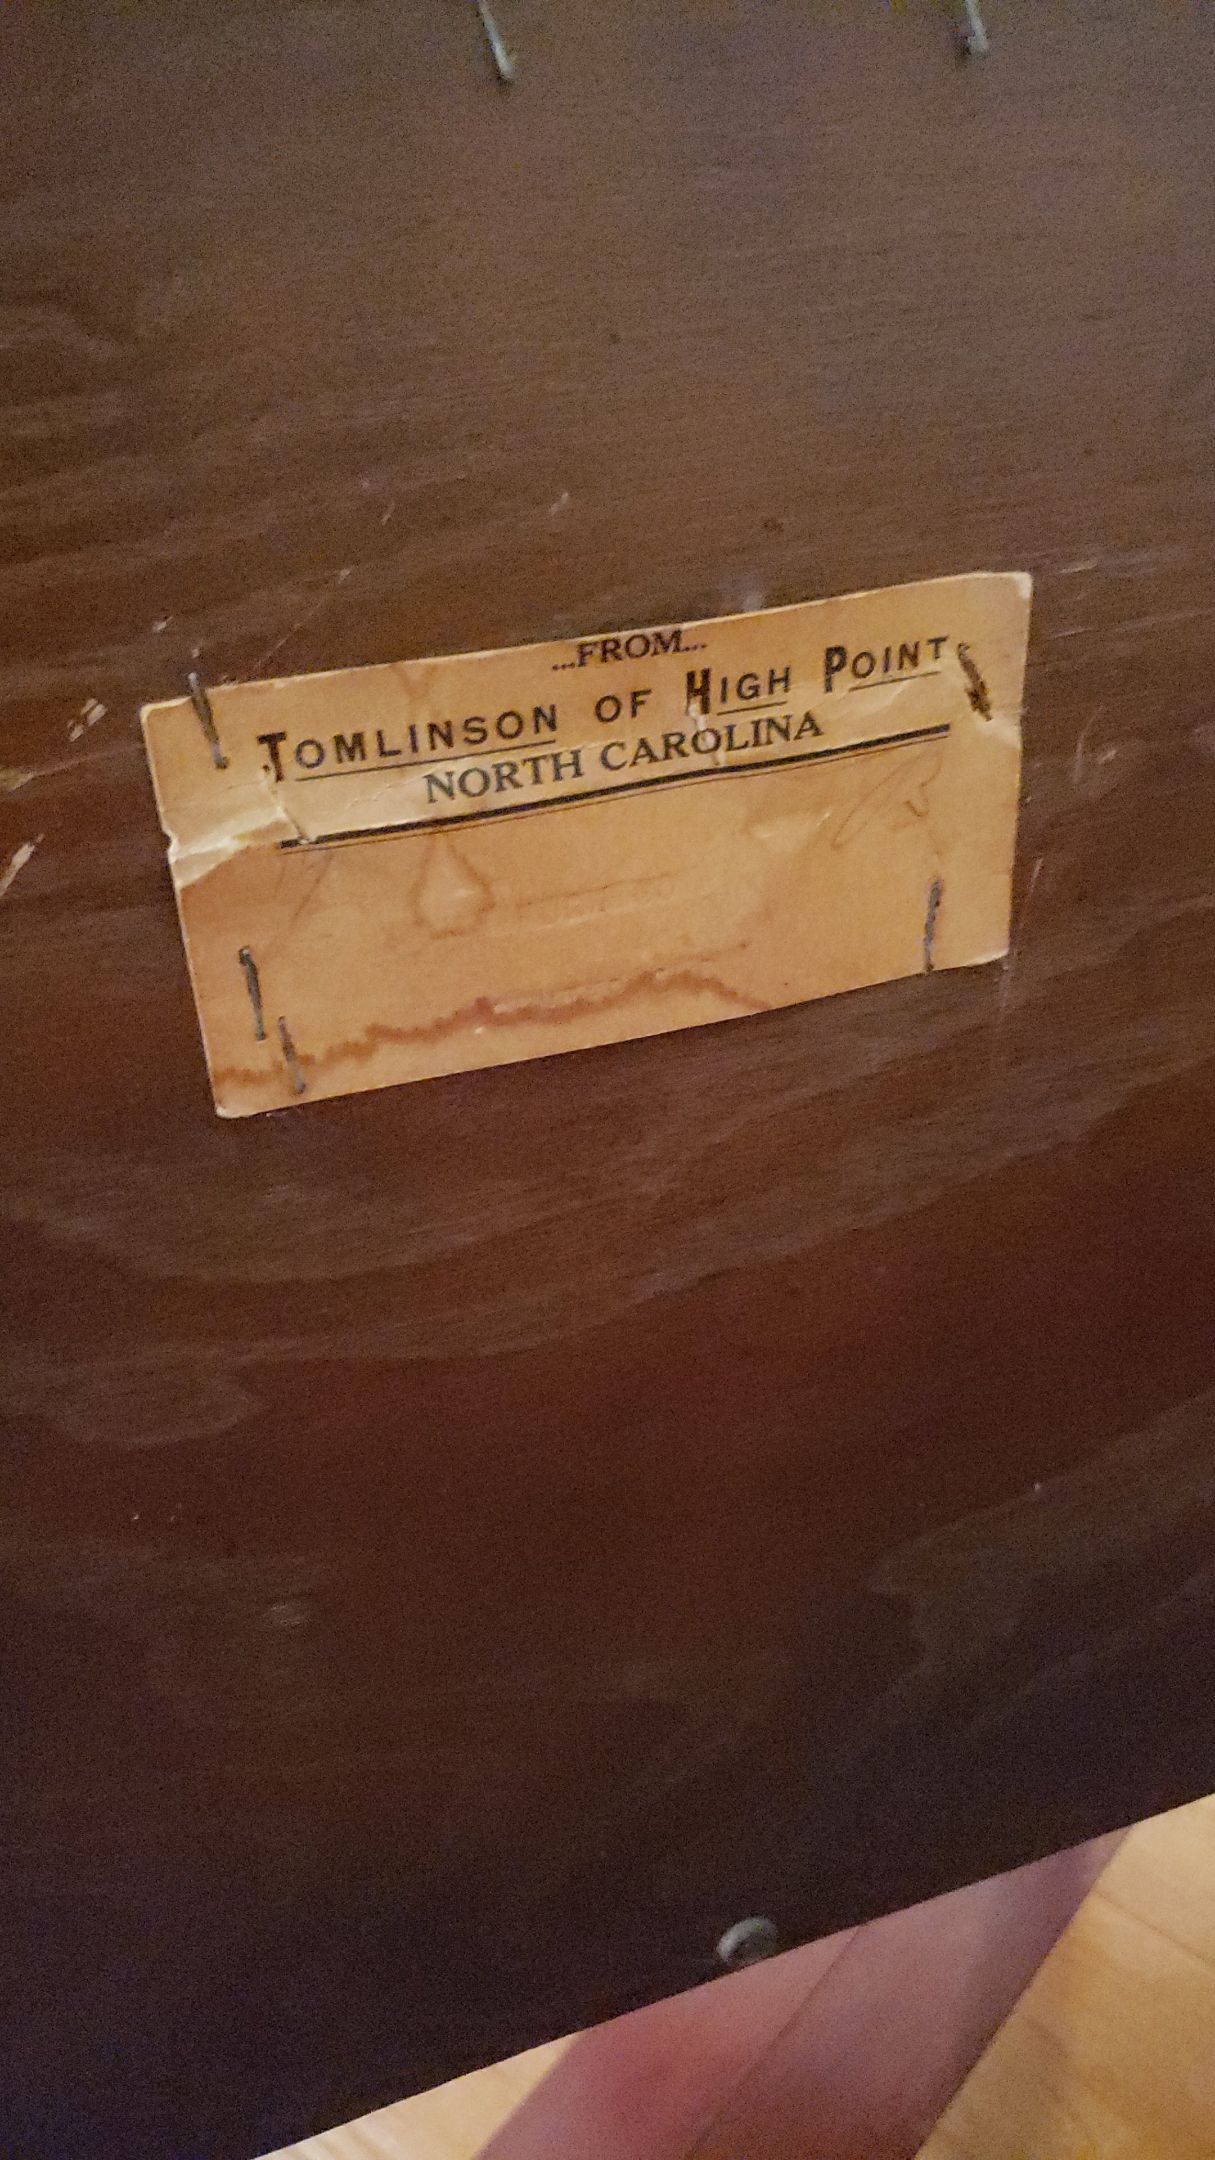 ...FROM...
TOMLINSON OF HIGH POINT
NORTH CAROLINA